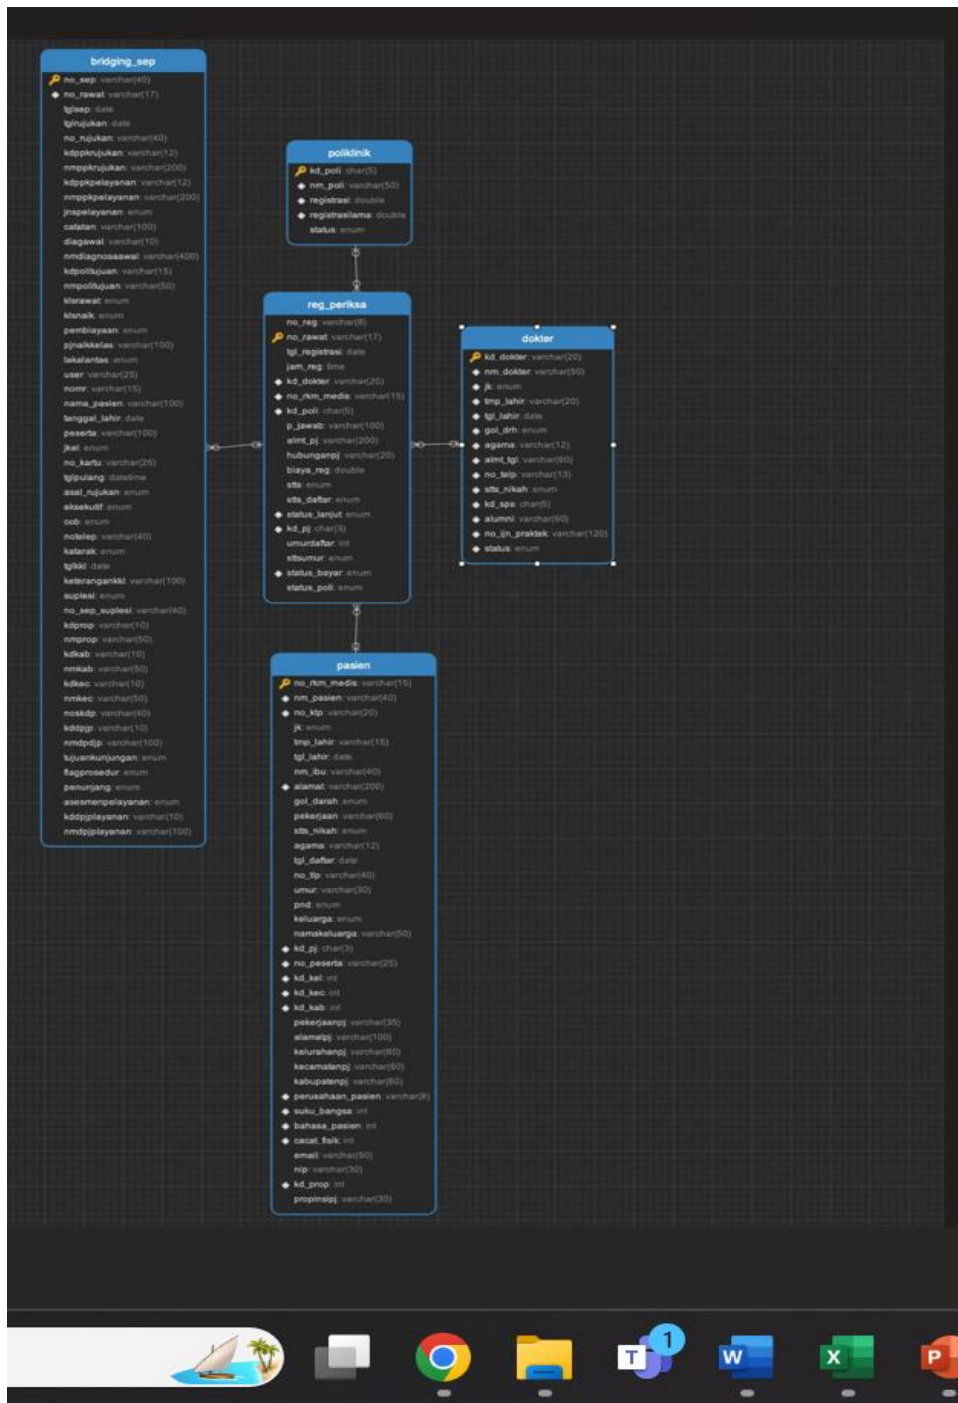 bridging_sep
no_sep: varchar(40)
no_rawat: varchar(17)
tglsep: date
tglrujukan: date
no_rujukan: varchar(40)
kdppkrujukan: varchar(12)
nmppkrujukan: varchar(200)
kdppkpelayanan: varchar(12)
nmppkpelayanan: varchar(200)
jnspelayanan: enum
catatan: varchar(100)
diagawal: varchar(10)
nmdiagnosaawal: varchar(400)
kdpolitujuan: varchar(15)
nmpolitujuan: varchar(50)
klsrawat: enum
klsnaik: enum
pembiayaan: enum
pjnaikkelas: varchar(100)
lakalantas: enum
user: varchar(25)
nomr: varchar(15)
nama_pasien: varchar(100)
tanggal_lahir: date
peserta: varchar(100)
jkel: enum
no_kartu: varchar(25)
tglpulang: datetime
asal_rujukan: enum
eksekutif: enum
cob: enum
notelep: varchar(40)
katarak: enum
tglkkl: date
keterangankkl: varchar(100)
suplesi: enum
no_sep_suplesi: varchar(40)
kdprop: varchar(10)
nmprop: varchar(50)
kdkab: varchar(10)
nmkab: varchar(50)
kdkec: varchar(10)
nmkec: varchar(50)
noskdp: varchar(40)
kddpjp: varchar(10)
nmdpdjp: varchar(100)
tujuankunjungan: enum
flagprosedur: enum
penunjang: enum
asesmenpelayanan: enum
kddpjplayanan: varchar(10)
nmdpjplayanan: varchar(100)
poliklinik
kd_poli: char(5)
nm_poli: varchar(50)
registrasi: double
registrasilama: double
status: enum
reg_periksa
no_reg: varchar(8)
no_rawat: varchar(17)
tgl_registrasi: date
jam_reg: time
kd_dokter: varchar(20)
no_rkm_medis: varchar(15)
kd_poli: char(5)
p_jawab: varchar(100)
almt_pj: varchar(200)
hubunganpj: varchar(20)
biaya_reg: double
stts: enum
stts_daftar: enum
status_lanjut: enum
kd_pj: char(3)
umurdaftar: int
sttsumur: enum
status_bayar: enum
status_poli: enum
dokter
kd_dokter: varchar(20)
nm_dokter: varchar(50)
jk: enum
tmp_lahir: varchar(20)
tgl_lahir: date
gol_drh: enum
agama: varchar(12)
almt_tgl: varchar(60)
no_telp: varchar(13)
stts_nikah: enum
kd_sps: char(5)
alumni: varchar(60)
no_ijn_praktek: varchar(120)
status: enum
pasien
no_rkm_medis: varchar(15)
nm_pasien: varchar(40)
no_ktp: varchar(20)
jk: enum
tmp_lahir: varchar(15)
tgl_lahir: date
nm_ibu: varchar(40)
alamat: varchar(200)
gol_darah: enum
pekerjaan: varchar(60)
stts_nikah: enum
agama: varchar(12)
tgl_daftar: date
no_tlp: varchar(40)
umur: varchar(30)
pnd: enum
keluarga: enum
namakeluarga: varchar(50)
kd_pj: char(3)
no_peserta: varchar(25)
kd_kel: int
kd_kec: int
kd_kab: int
pekerjaanpj: varchar(35)
alamatpj: varchar(100)
kelurahanpj: varchar(60)
kecamatanpj: varchar(60)
kabupatenpj: varchar(60)
perusahaan_pasien: varchar(8)
suku_bangsa: int
bahasa_pasien: int
cacat_fisik: int
email: varchar(50)
nip: varchar(30)
kd_prop: int
propinsipj: varchar(30)
T 1 W X P